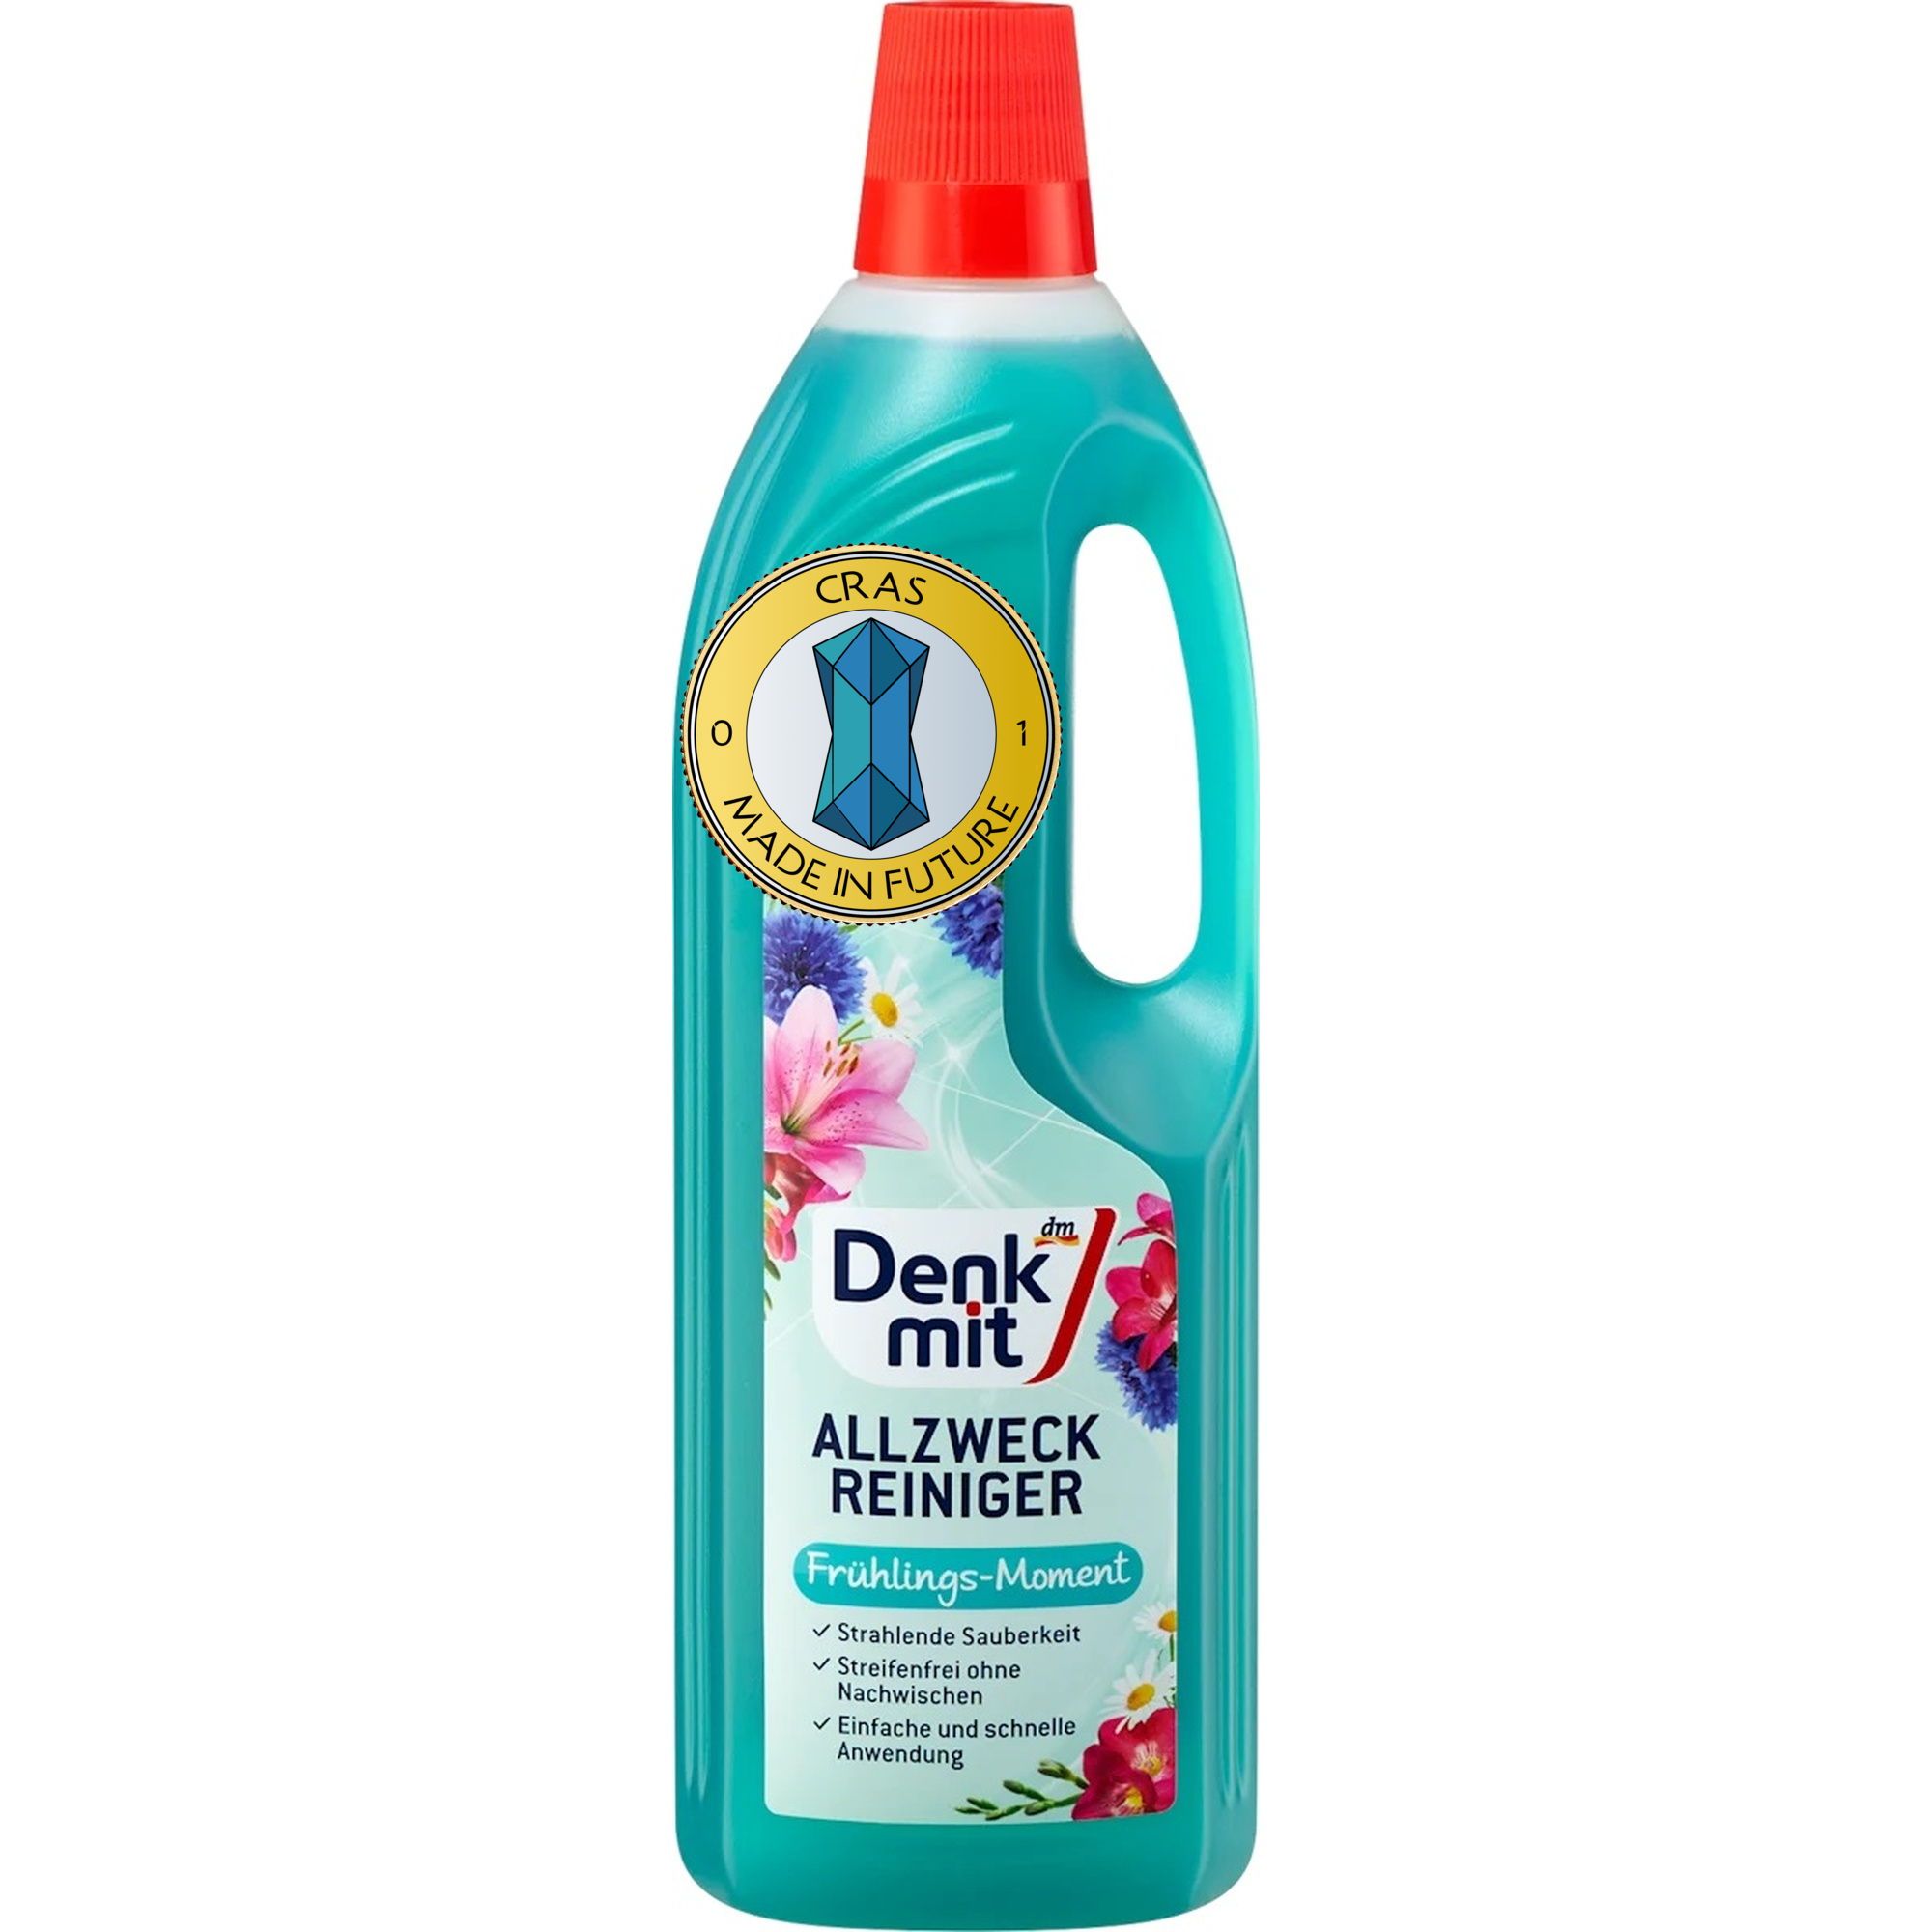 CRAS
0 1
MADE IN FUTURE
dm
Denk
mit
ALLZWECK
REINIGER
Frühlings-Moment
✓ Strahlende Sauberkeit
✓ Streifenfrei ohne
Nachwischen
✓ Einfache und schnelle
Anwendung